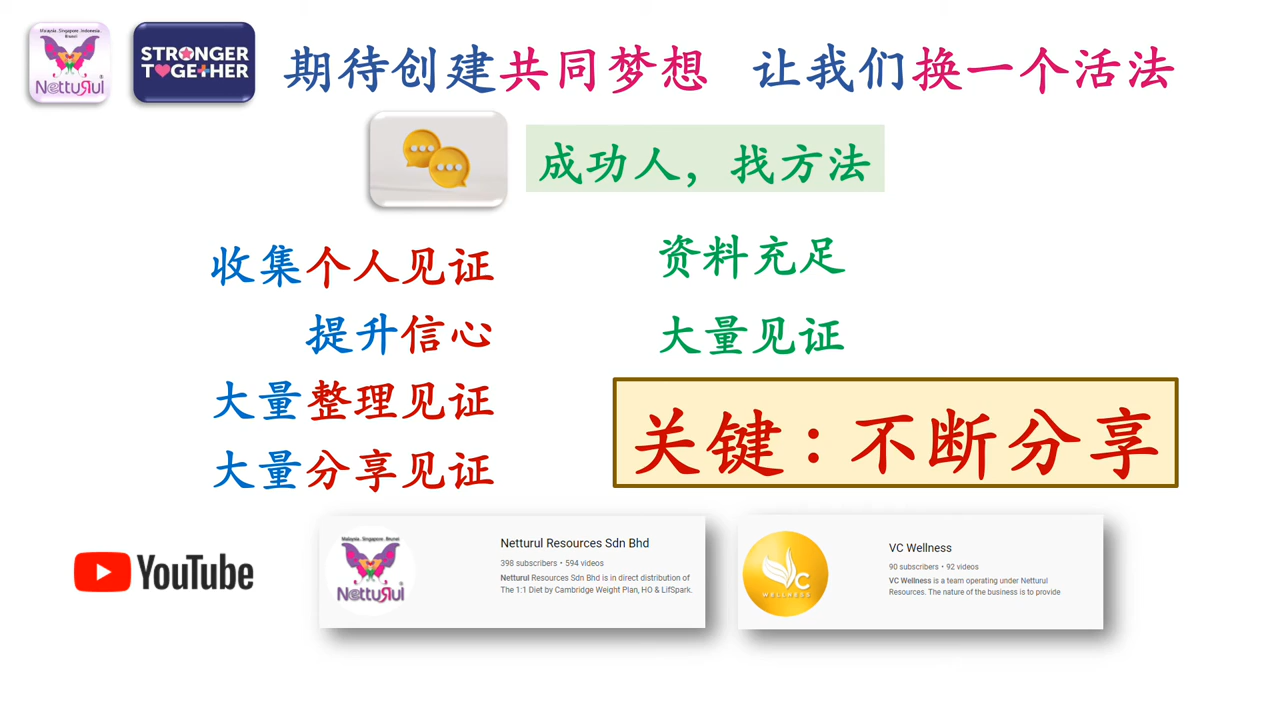 Malaysia .Singapore .Indonesia .
Brunei
NettuЯul®
STRONGER
TOGETHER
期待创建共同梦想 让我们换一个活法
成功人，找方法
收集个人见证
提升信心
大量整理见证
大量分享见证
资料充足
大量见证
关键：不断分享
YouTube
Malaysia . Singapore . Brunei
NettuЯul
Netturul Resources Sdn Bhd
398 subscribers • 594 videos
Netturul Resources Sdn Bhd is in direct distribution of
The 1:1 Diet by Cambridge Weight Plan, HO & LifSpark.
VC
WELLNESS
VC Wellness
90 subscribers • 92 videos
VC Wellness is a team operating under Netturul
Resources. The nature of the business is to provide